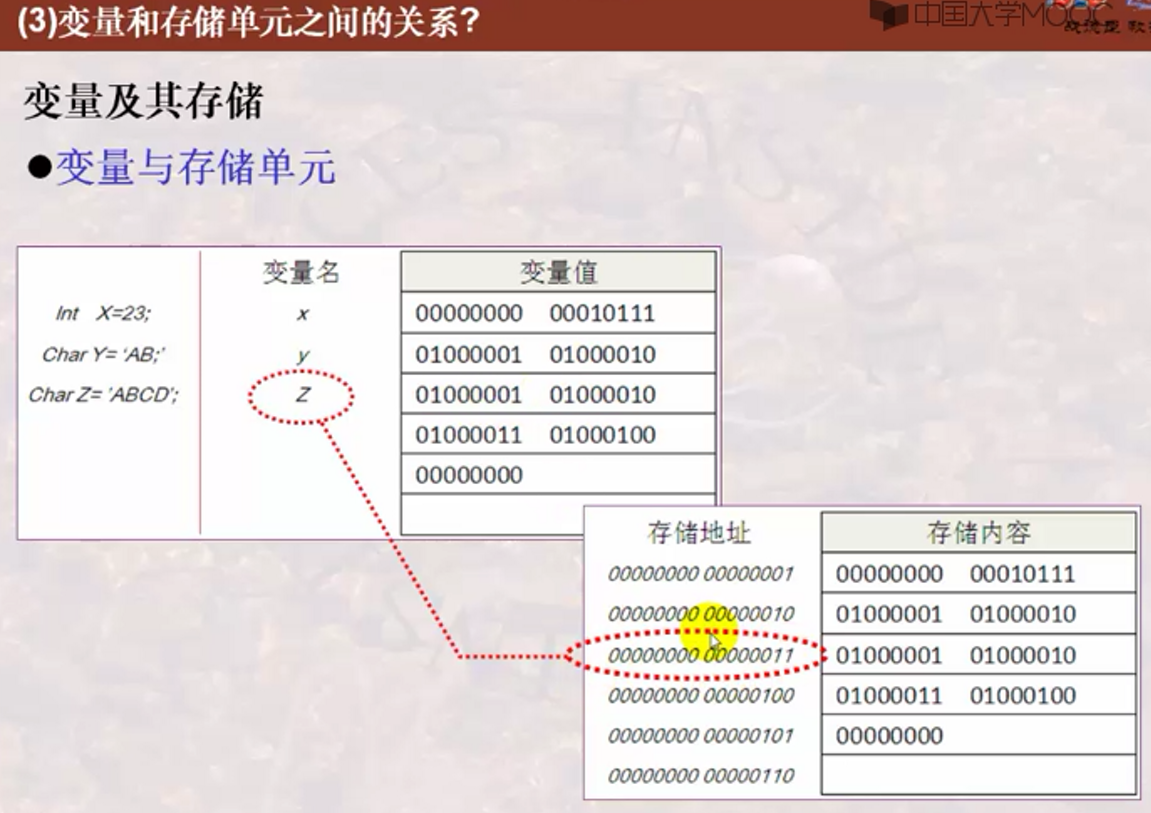 (3)变量和存储单元之间的关系?
中国大学MOOC
变量及其存储
●变量与存储单元
变量名 变量值
Int X=23; x 00000000 00010111
Char Y= ‘AB;’ y 01000001 01000010
Char Z= ‘ABCD’; Z 01000001 01000010
01000011 01000100
00000000
存储地址 存储内容
00000000 00000001 00000000 00010111
00000000 00000010 01000001 01000010
00000000 00000011 01000001 01000010
00000000 00000100 01000011 01000100
00000000 00000101 00000000
00000000 00000110